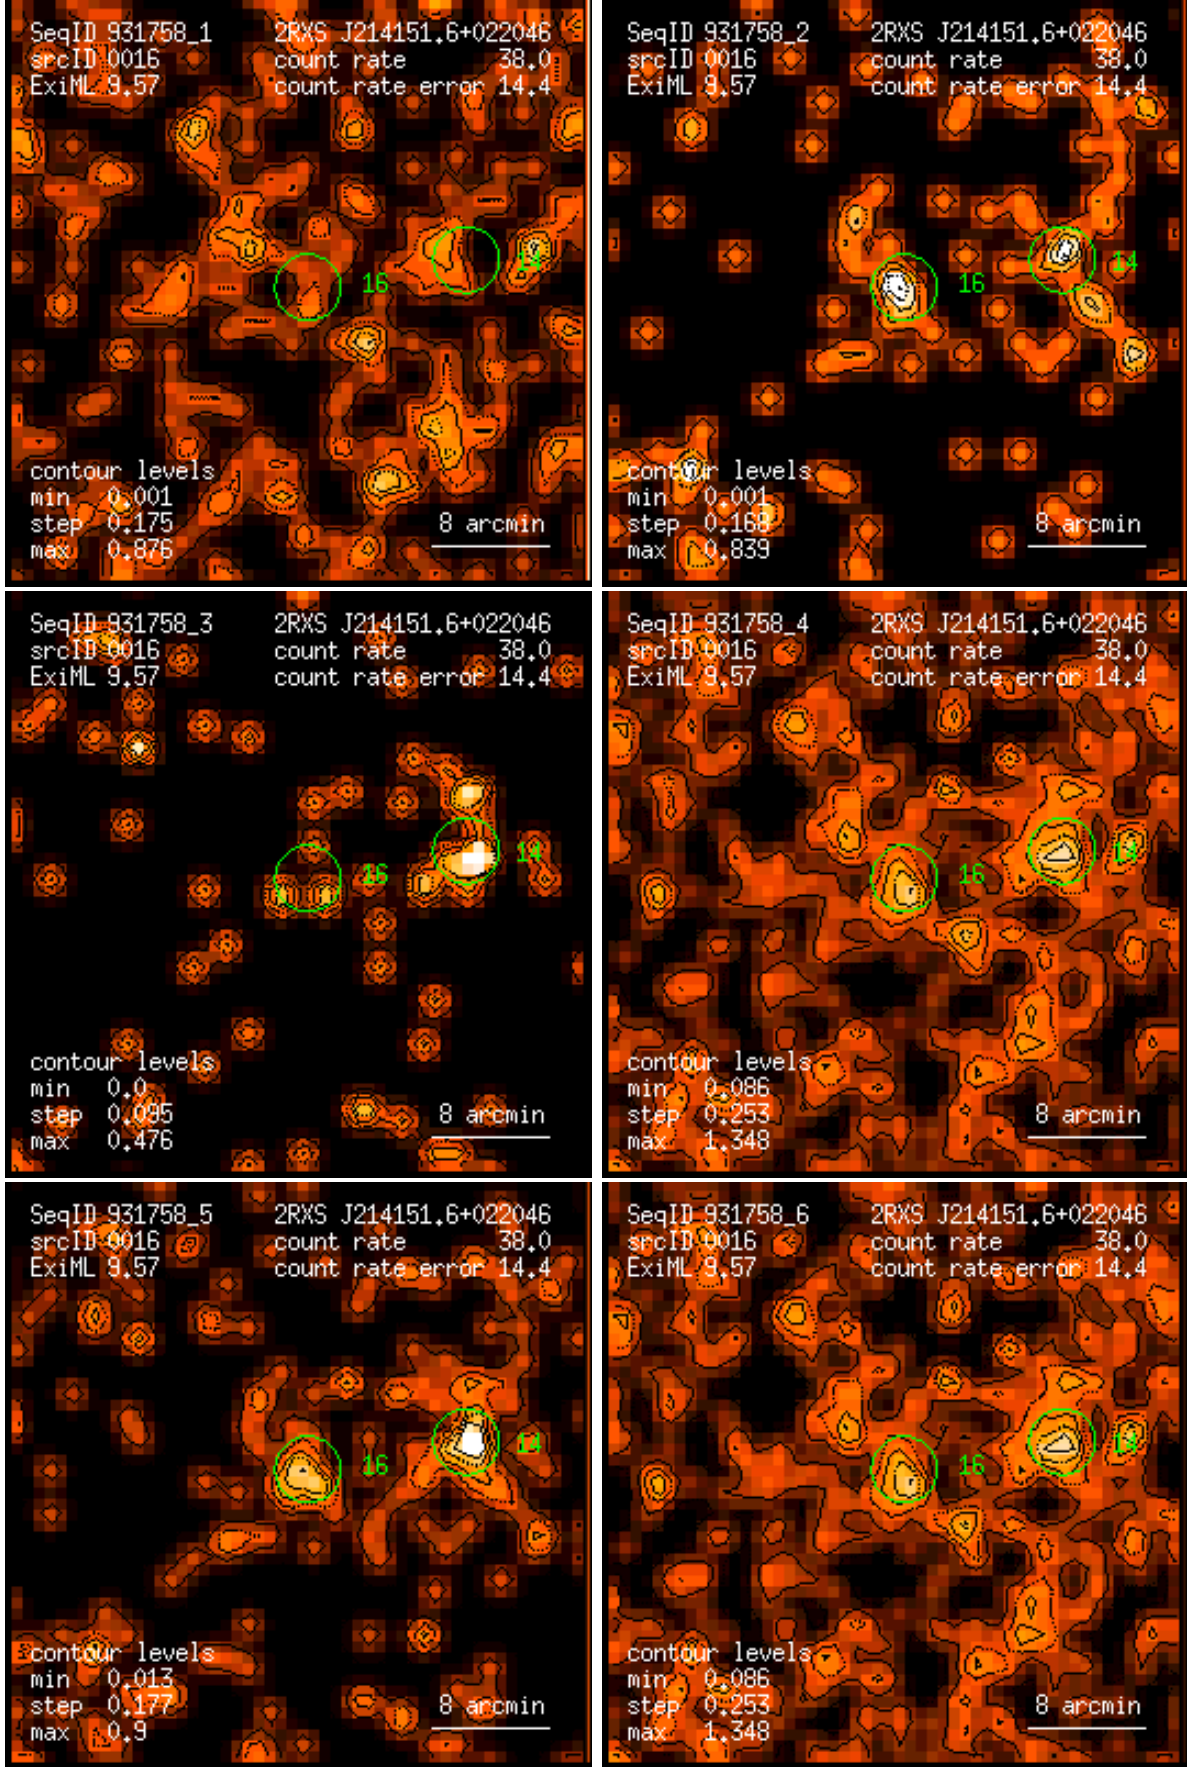 SeqID 931758_1 2RXS J214151.6+022046
srcID 0016 count rate 38.0
ExiML 9.57 count rate error 14.4
16
14
contour levels
min 0.001
step 0.175 8 arcmin
max 0.876
SeqID 931758_2 2RXS J214151.6+022046
srcID 0016 count rate 38.0
ExiML 9.57 count rate error 14.4
14
16
contour levels
min 0.001
step 0.168 8 arcmin
max 0.839
SeqID 931758_3 2RXS J214151.6+022046
srcID 0016 count rate 38.0
ExiML 9.57 count rate error 14.4
14
16
contour levels
min 0.0
step 0.095 8 arcmin
max 0.476
SeqID 931758_4 2RXS J214151.6+022046
srcID 0016 count rate 38.0
ExiML 9.57 count rate error 14.4
14
16
contour levels
min 0.086
step 0.253 8 arcmin
max 1.348
SeqID 931758_5 2RXS J214151.6+022046
srcID 0016 count rate 38.0
ExiML 9.57 count rate error 14.4
14
16
contour levels
min 0.013
step 0.177 8 arcmin
max 0.9
SeqID 931758_6 2RXS J214151.6+022046
srcID 0016 count rate 38.0
ExiML 9.57 count rate error 14.4
14
16
contour levels
min 0.086
step 0.253 8 arcmin
max 1.348